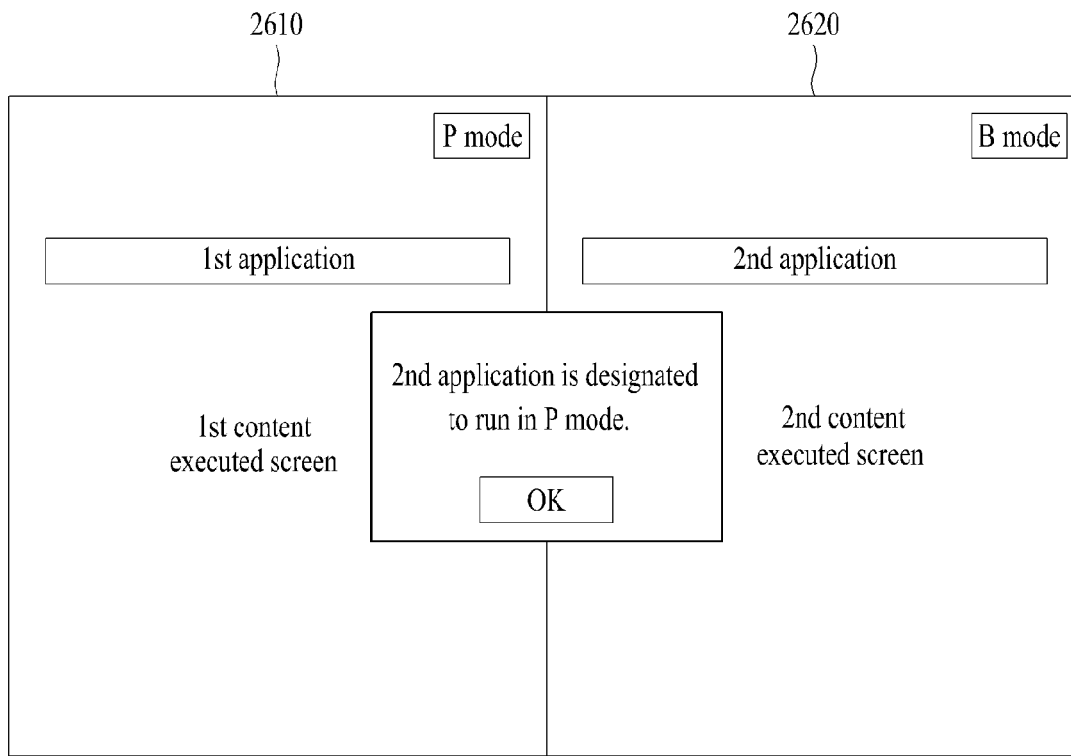 2610
2620
P mode
B mode
1st application
2nd application
2nd application is designated
to run in P mode.
OK
1st content
executed screen
2nd content
executed screen